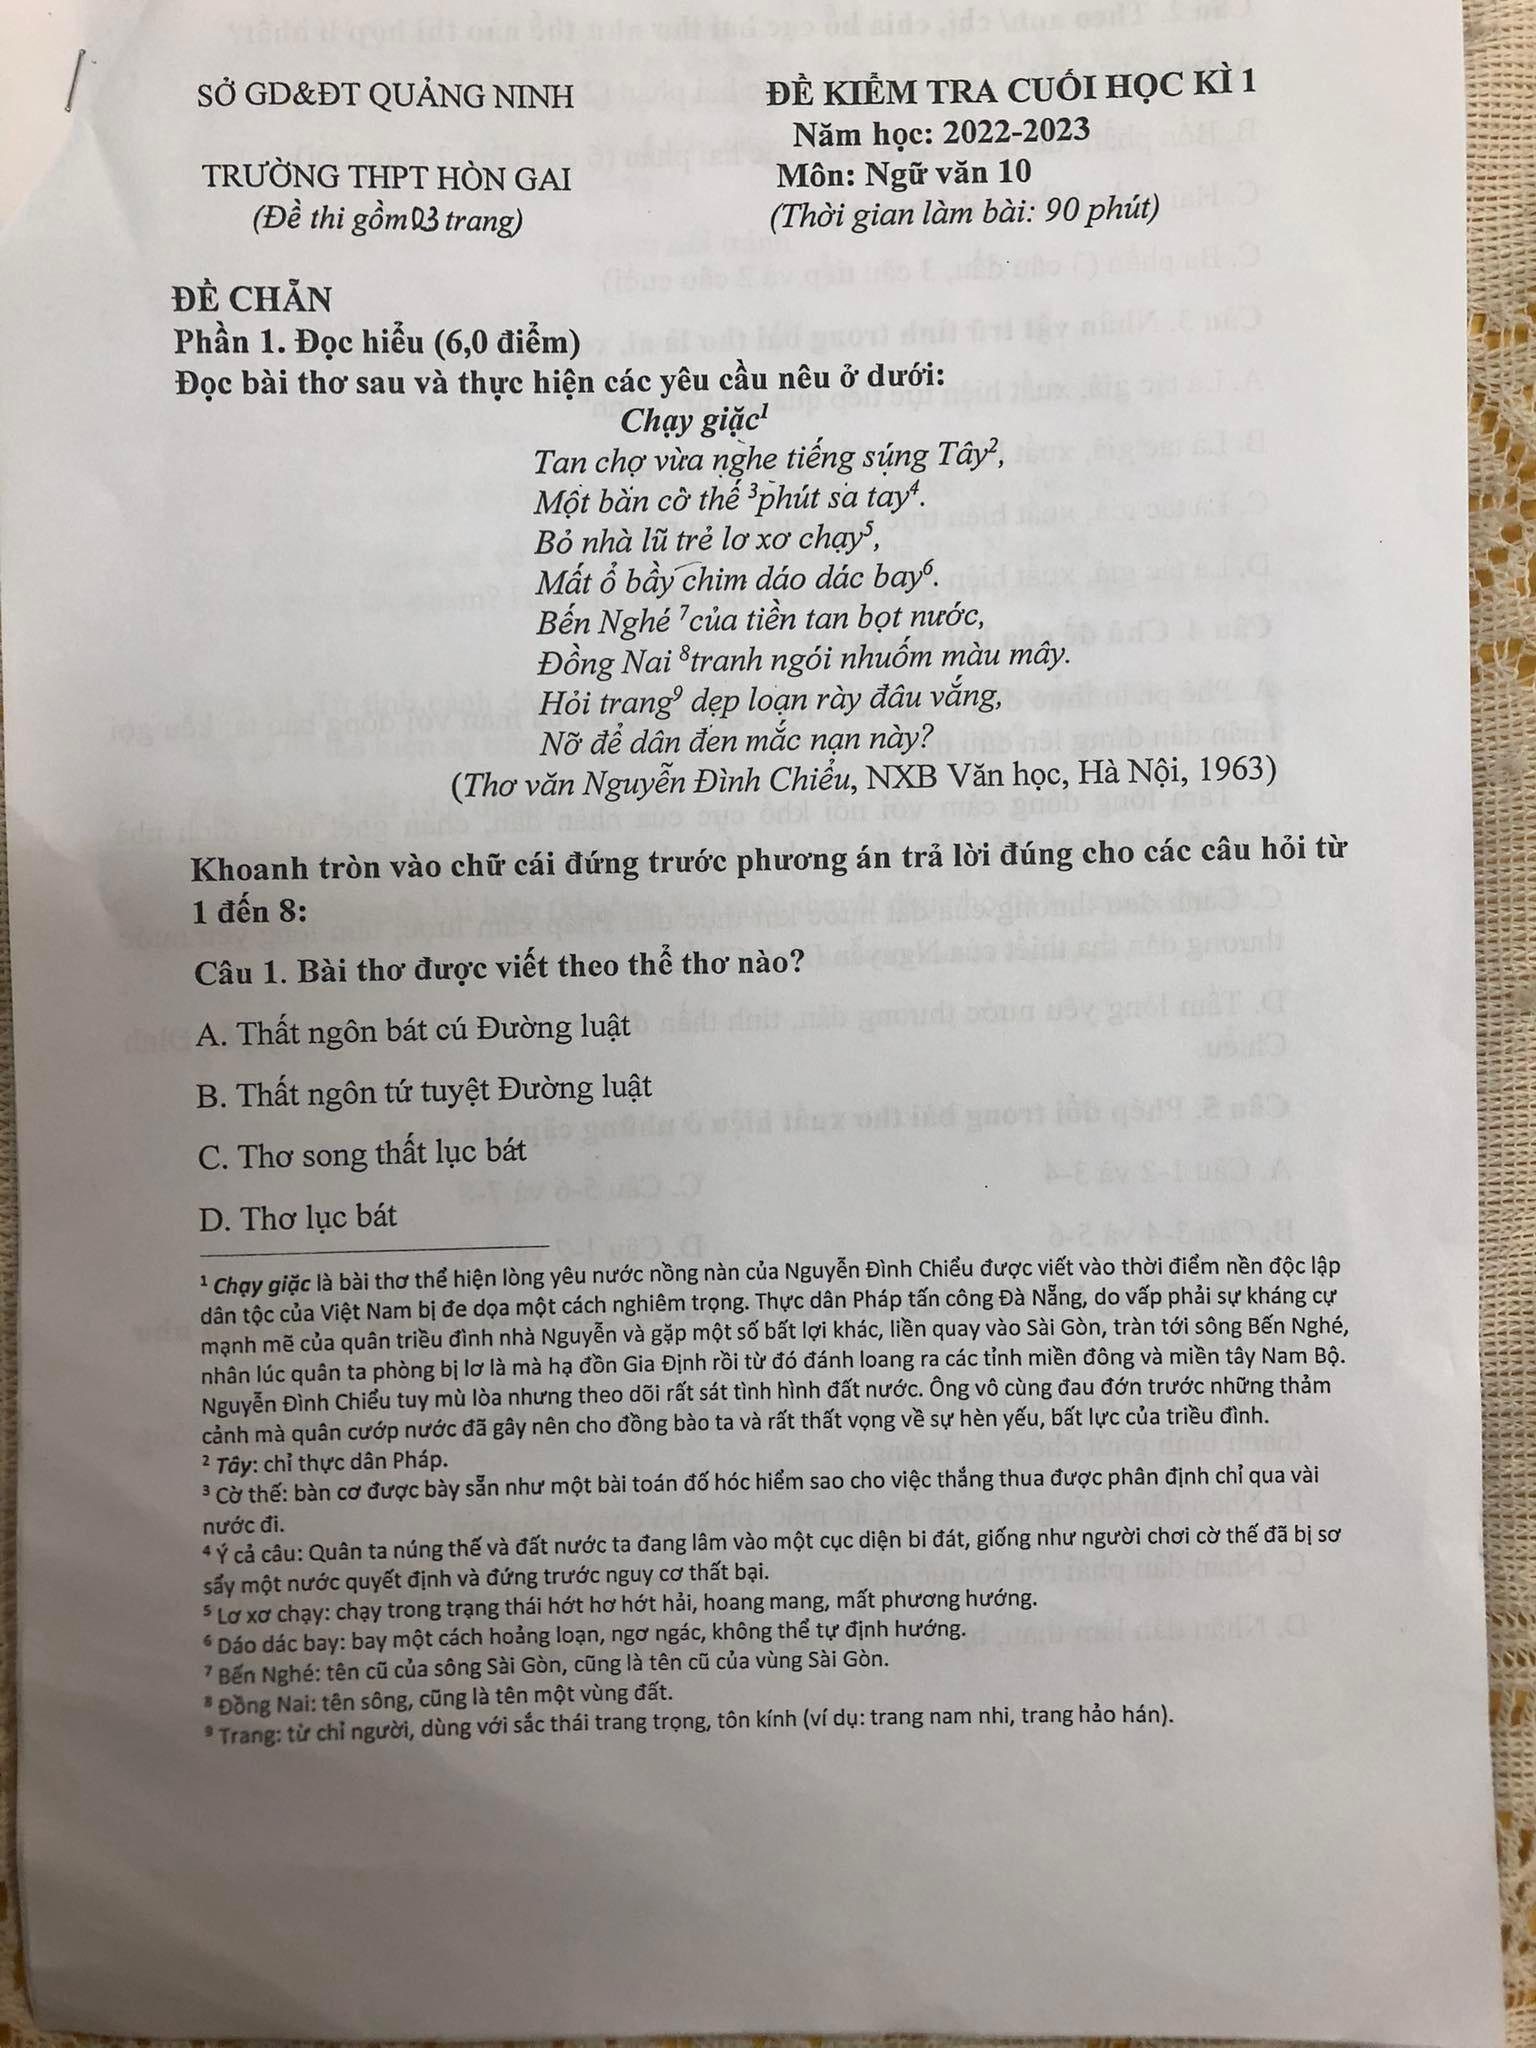 SỞ GD&ĐT QUẢNG NINH
ĐỀ KIỂM TRA CUỐI HỌC KÌ 1
Năm học: 2022-2023
TRƯỜNG THPT HÒN GAI
Môn: Ngữ văn 10
(Đề thi gồm 03 trang)
(Thời gian làm bài: 90 phút)
ĐỀ CHẴN
Phần 1. Đọc hiểu (6,0 điểm)
Đọc bài thơ sau và thực hiện các yêu cầu nêu ở dưới:
Chạy giặc¹
Tan chợ vừa nghe tiếng súng Tây²,
Một bàn cờ thế ³phút sa tay⁴.
Bỏ nhà lũ trẻ lơ xơ chạy⁵,
Mất ổ bầy chim dáo dác bay⁶.
Bến Nghé ⁷của tiền tan bọt nước,
Đồng Nai ⁸tranh ngói nhuốm màu mây.
Hỏi trang⁹ dẹp loạn rày đâu vắng,
Nỡ để dân đen mắc nạn này?
(Thơ văn Nguyễn Đình Chiểu, NXB Văn học, Hà Nội, 1963)
Khoanh tròn vào chữ cái đứng trước phương án trả lời đúng cho các câu hỏi từ
1 đến 8:
Câu 1. Bài thơ được viết theo thể thơ nào?
A. Thất ngôn bát cú Đường luật
B. Thất ngôn tứ tuyệt Đường luật
C. Thơ song thất lục bát
D. Thơ lục bát
¹ Chạy giặc là bài thơ thể hiện lòng yêu nước nồng nàn của Nguyễn Đình Chiểu được viết vào thời điểm nền độc lập
dân tộc của Việt Nam bị đe dọa một cách nghiêm trọng. Thực dân Pháp tấn công Đà Nẵng, do vấp phải sự kháng cự
mạnh mẽ của quân triều đình nhà Nguyễn và gặp một số bất lợi khác, liền quay vào Sài Gòn, tràn tới sông Bến Nghé,
nhân lúc quân ta phòng bị lơ là mà hạ đồn Gia Định rồi từ đó đánh loang ra các tỉnh miền đông và miền tây Nam Bộ.
Nguyễn Đình Chiểu tuy mù lòa nhưng theo dõi rất sát tình hình đất nước. Ông vô cùng đau đớn trước những thảm
cảnh mà quân cướp nước đã gây nên cho đồng bào ta và rất thất vọng về sự hèn yếu, bất lực của triều đình.
² Tây: chỉ thực dân Pháp.
³ Cờ thế: bàn cơ được bày sẵn như một bài toán đố hóc hiểm sao cho việc thắng thua được phân định chỉ qua vài
nước đi.
⁴ Ý cả câu: Quân ta núng thế và đất nước ta đang lâm vào một cục diện bi đát, giống như người chơi cờ thế đã bị sơ
sẩy một nước quyết định và đứng trước nguy cơ thất bại.
⁵ Lơ xơ chạy: chạy trong trạng thái hớt hơ hớt hải, hoang mang, mất phương hướng.
⁶ Dáo dác bay: bay một cách hoảng loạn, ngơ ngác, không thể tự định hướng.
⁷ Bến Nghé: tên cũ của sông Sài Gòn, cũng là tên cũ của vùng Sài Gòn.
⁸ Đồng Nai: tên sông, cũng là tên một vùng đất.
⁹ Trang: từ chỉ người, dùng với sắc thái trang trọng, tôn kính (ví dụ: trang nam nhi, trang hảo hán).